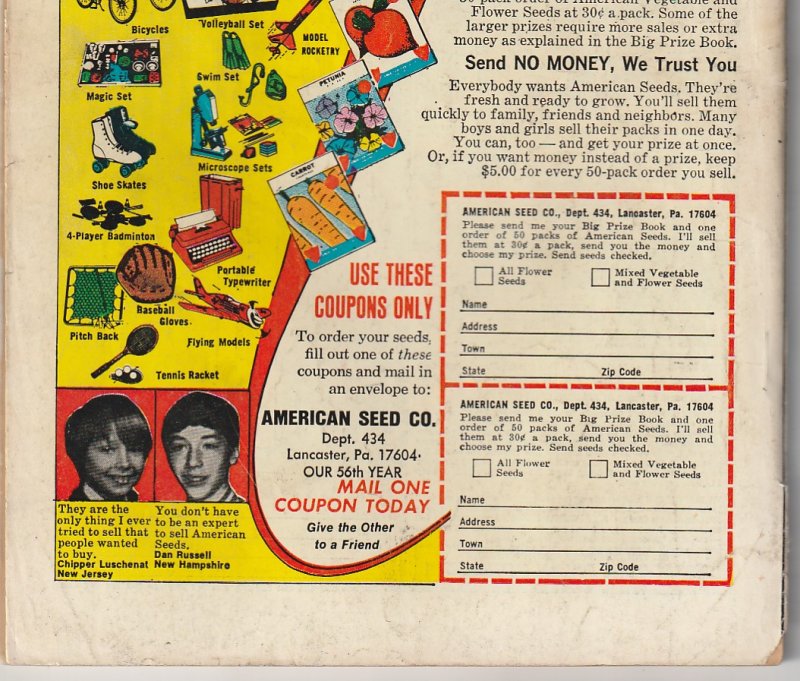 Bicycles
Volleyball Set
MODEL
ROCKETRY
Swim Set
Magic Set
PETUNIA
Microscope Sets
CARROT
Shoe Skates
4-Player Badminton
Portable
Typewriter
Baseball
Gloves
Pitch Back
Flying Models
Tennis Racket
50-pack order of American Vegetable and
Flower Seeds at 30¢ a pack. Some of the
larger prizes require more sales or extra
money as explained in the Big Prize Book.
Send NO MONEY, We Trust You
Everybody wants American Seeds. They're
fresh and ready to grow. You'll sell them
quickly to family, friends and neighbors. Many
boys and girls sell their packs in one day.
You can, too — and get your prize at once.
Or, if you want money instead of a prize, keep
$5.00 for every 50-pack order you sell.
USE THESE
COUPONS ONLY
To order your seeds,
fill out one of these
coupons and mail in
an envelope to:
AMERICAN SEED CO.
Dept. 434
Lancaster, Pa. 17604
OUR 56th YEAR
MAIL ONE
COUPON TODAY
Give the Other
to a Friend
They are the
only thing I ever
tried to sell that
people wanted
to buy.
Chipper Luschenat
New Jersey
You don't have
to be an expert
to sell American
Seeds.
Dan Russell
New Hampshire
AMERICAN SEED CO., Dept. 434, Lancaster, Pa. 17604
Please send me your Big Prize Book and one
order of 50 packs of American Seeds. I'll sell
them at 30¢ a pack, send you the money and
choose my prize. Send seeds checked.
All Flower
Seeds
Mixed Vegetable
and Flower Seeds
Name
Address
Town
State Zip Code
AMERICAN SEED CO., Dept. 434, Lancaster, Pa. 17604
Please send me your Big Prize Book and one
order of 50 packs of American Seeds. I'll sell
them at 30¢ a pack, send you the money and
choose my prize. Send seeds checked.
All Flower
Seeds
Mixed Vegetable
and Flower Seeds
Name
Address
Town
State Zip Code